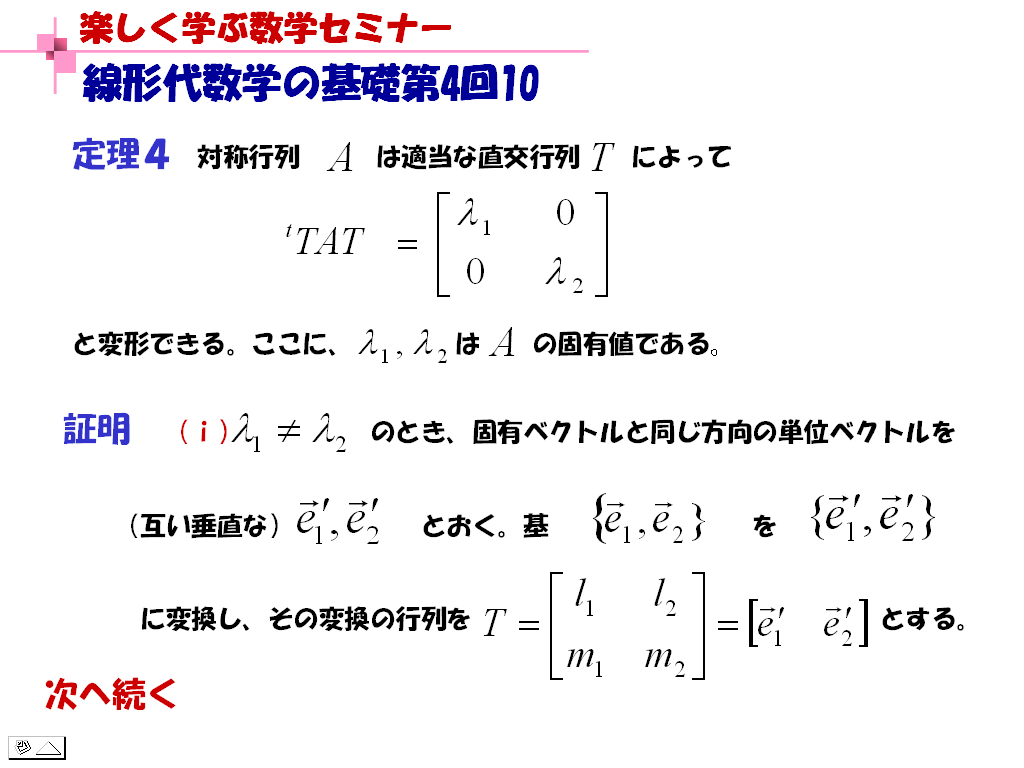 楽しく学ぶ数学セミナー
線形代数学の基礎第4回10
定理4 対称行列 A は適当な直交行列 T によって
ᵗTAT = [λ₁ 0
0 λ₂]
と変形できる。ここに、λ₁, λ₂ は A の固有値である。
証明 (ⅰ) λ₁ ≠ λ₂ のとき、固有ベクトルと同じ方向の単位ベクトルを
(互い垂直な) e⃗₁′, e⃗₂′ とおく。基 {e⃗₁, e⃗₂} を {e⃗₁′, e⃗₂′}
に変換し、その変換の行列を T = [l₁ l₂
m₁ m₂] = [e⃗₁′ e⃗₂′] とする。
次へ続く